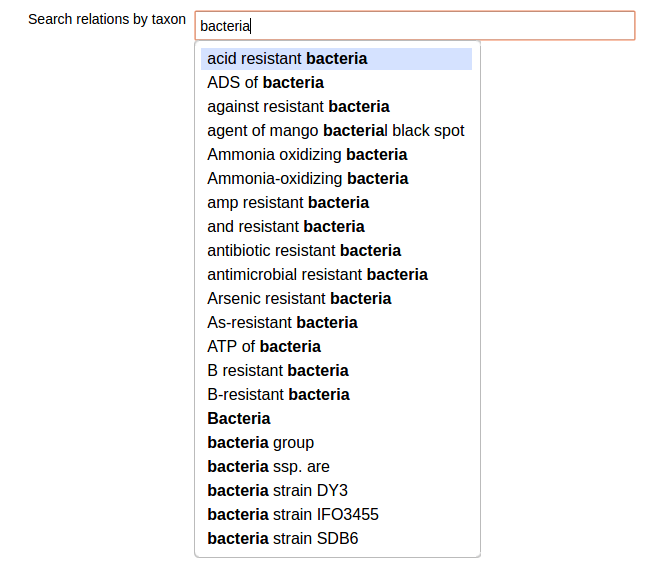 Search relations by taxon bacteria
acid resistant bacteria
ADS of bacteria
against resistant bacteria
agent of mango bacterial black spot
Ammonia oxidizing bacteria
Ammonia-oxidizing bacteria
amp resistant bacteria
and resistant bacteria
antibiotic resistant bacteria
antimicrobial resistant bacteria
Arsenic resistant bacteria
As-resistant bacteria
ATP of bacteria
B resistant bacteria
B-resistant bacteria
Bacteria
bacteria group
bacteria ssp. are
bacteria strain DY3
bacteria strain IFO3455
bacteria strain SDB6